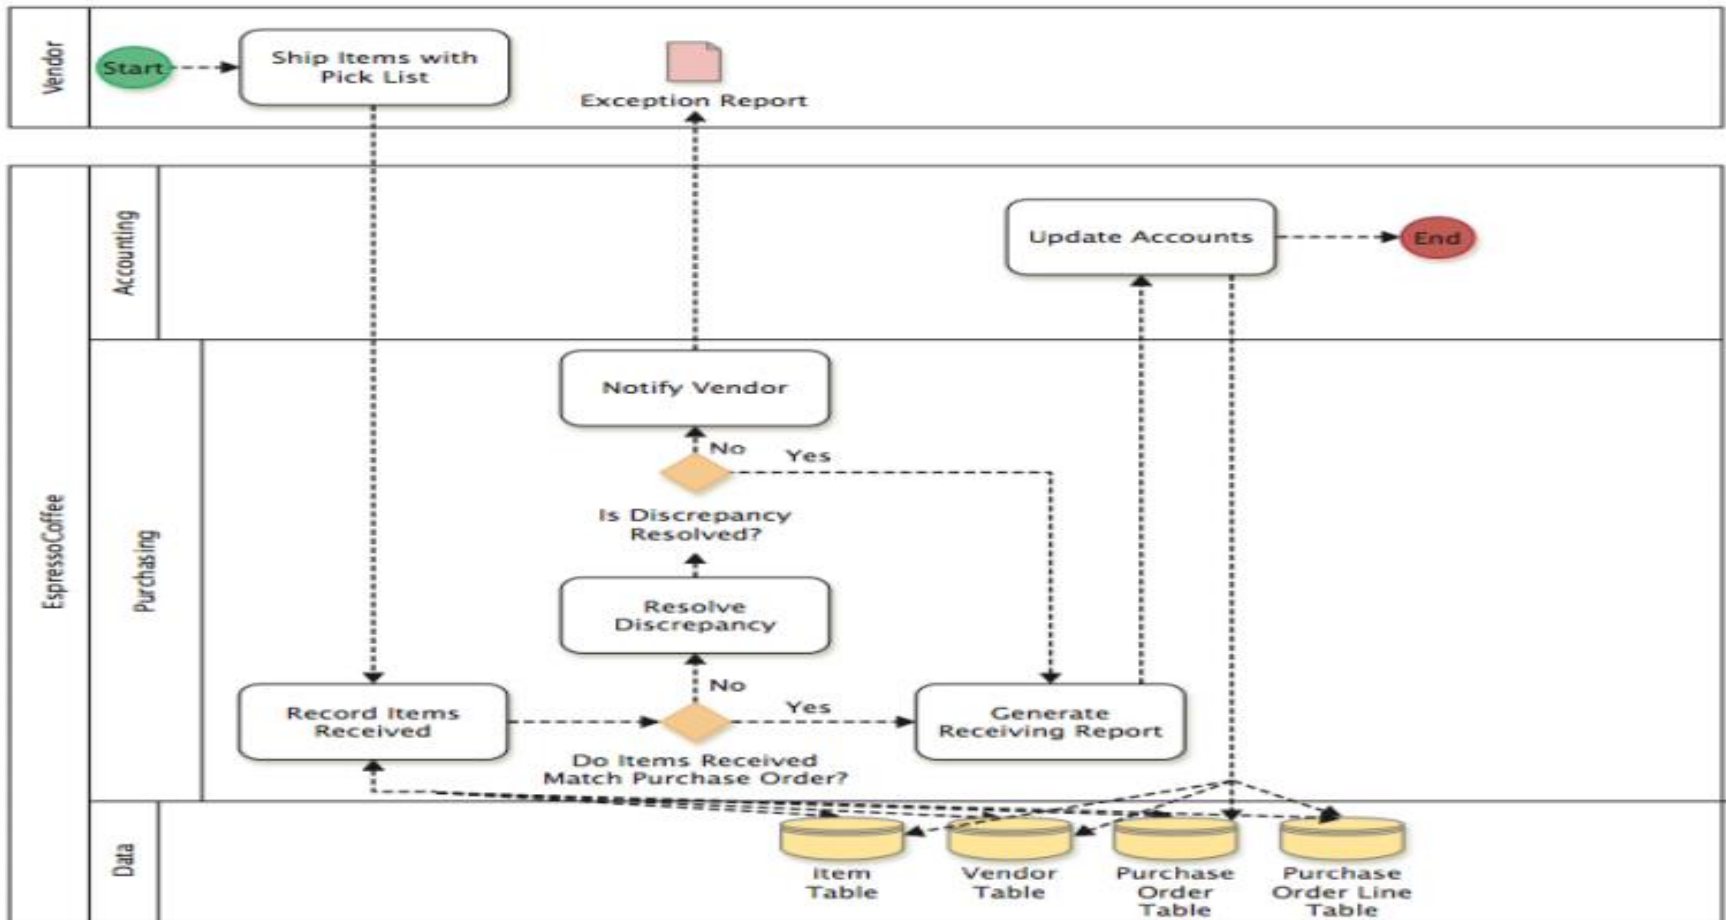 Vendor
Start
Ship Items with
Pick List
Exception Report
EspressoCoffee
Accounting
Update Accounts
End
Purchasing
Notify Vendor
No
Yes
Is Discrepancy
Resolved?
Resolve
Discrepancy
No
Yes
Record Items
Received
Do Items Received
Match Purchase Order?
Generate
Receiving Report
Data
Item
Table
Vendor
Table
Purchase
Order
Table
Purchase
Order Line
Table